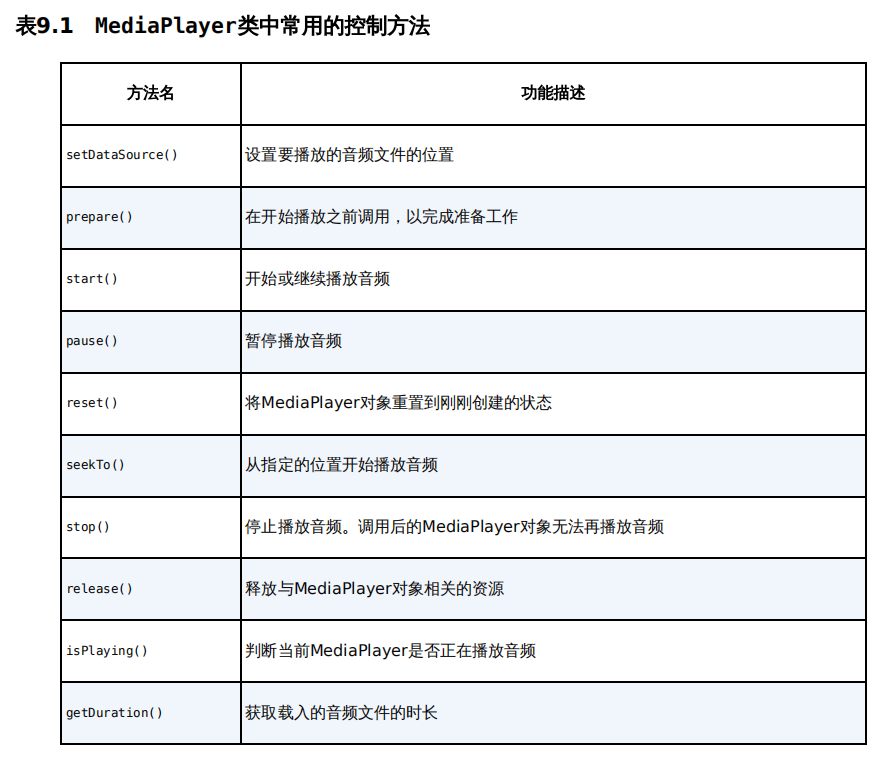 表9.1 MediaPlayer类中常用的控制方法
方法名 功能描述
setDataSource() 设置要播放的音频文件的位置
prepare() 在开始播放之前调用，以完成准备工作
start() 开始或继续播放音频
pause() 暂停播放音频
reset() 将MediaPlayer对象重置到刚刚创建的状态
seekTo() 从指定的位置开始播放音频
stop() 停止播放音频。调用后的MediaPlayer对象无法再播放音频
release() 释放与MediaPlayer对象相关的资源
isPlaying() 判断当前MediaPlayer是否正在播放音频
getDuration() 获取载入的音频文件的时长